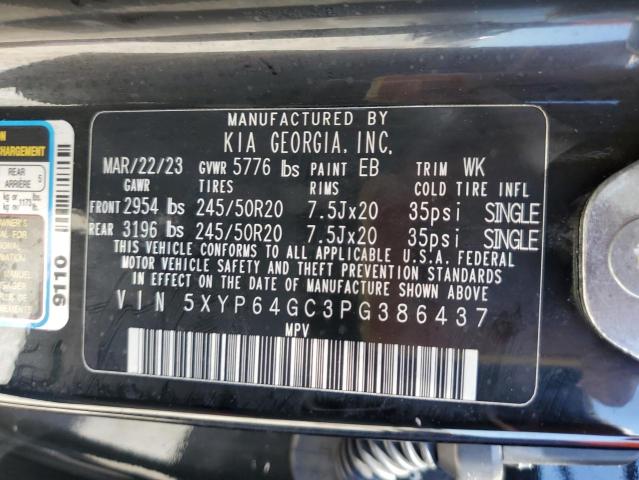 MANUFACTURED BY
KIA GEORGIA, INC.
MAR/22/23 GVWR 5776 lbs PAINT EB TRIM WK
GAWR TIRES RIMS COLD TIRE INFL
FRONT 2954 lbs 245/50R20 7.5Jx20 35psi SINGLE
REAR 3196 lbs 245/50R20 7.5Jx20 35psi SINGLE
THIS VEHICLE CONFORMS TO ALL APPLICABLE U.S.A. FEDERAL
MOTOR VEHICLE SAFETY AND THEFT PREVENTION STANDARDS
IN EFFECT ON THE DATE OF MANUFACTURE SHOWN ABOVE.
VIN 5XYP64GC3PG386437
MPV
REAR
ARRIÈRE 5
9110